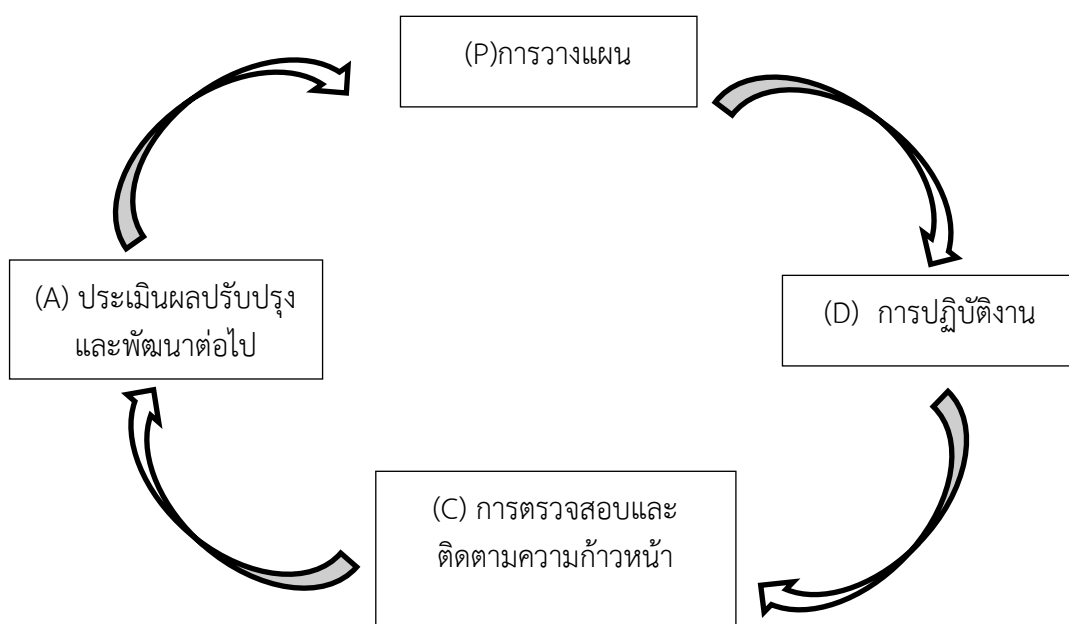 (P)การวางแผน
(A) ประเมินผลปรับปรุง
และพัฒนาต่อไป
(D)  การปฏิบัติงาน
(C) การตรวจสอบและ
ติดตามความก้าวหน้า